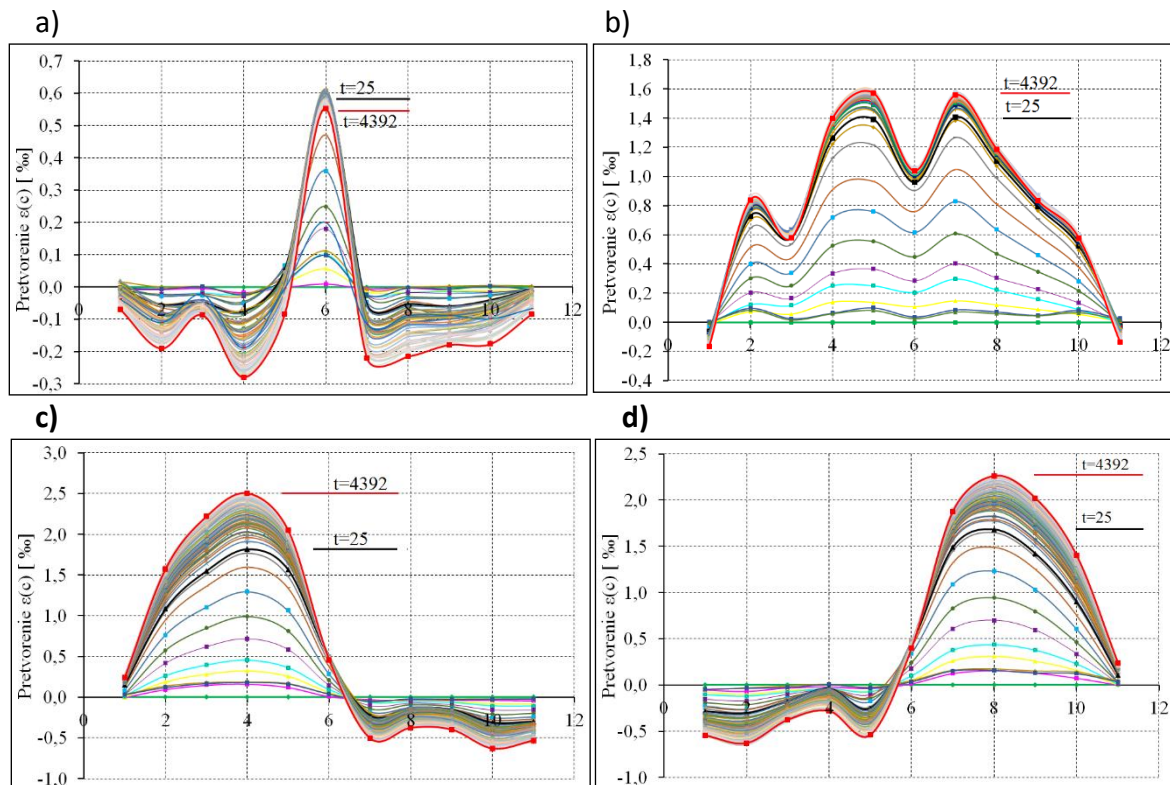 a)
Pretvorenie ε(c) [ ‰]
0,7
0,6
0,5
0,4
0,3
0,2
0,1
0,0
-0,1
-0,2
-0,3
0 2 4 6 8 10 12
t=25
t=4392
b)
Pretvorenie ε(c) [ ‰]
1,8
1,6
1,4
1,2
1,0
0,8
0,6
0,4
0,2
0,0
-0,2
-0,4
0 2 4 6 8 10 12
t=4392
t=25
c)
Pretvorenie ε(c) [ ‰]
3,0
2,5
2,0
1,5
1,0
0,5
0,0
-0,5
-1,0
0 2 4 6 8 10 12
t=4392
t=25
d)
Pretvorenie ε(c) [ ‰]
2,5
2,0
1,5
1,0
0,5
0,0
-0,5
-1,0
0 2 4 6 8 10 12
t=4392
t=25